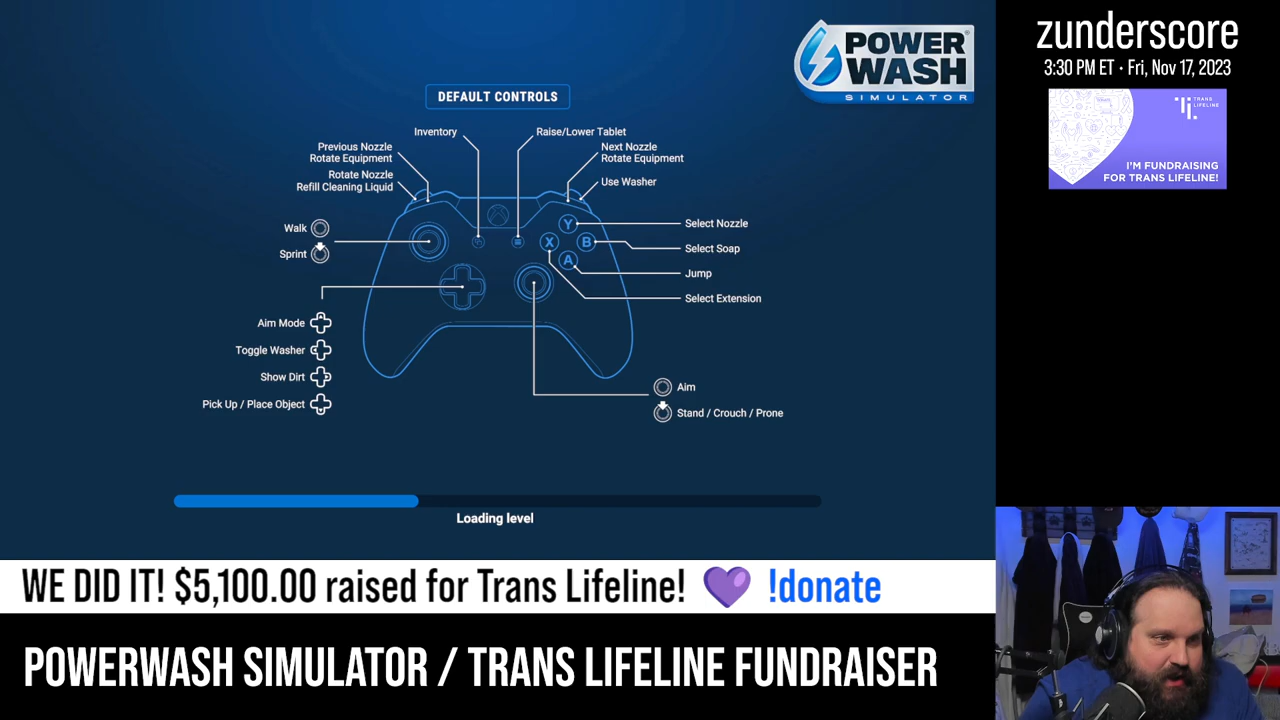 POWER
WASH
SIMULATOR
DEFAULT CONTROLS
Inventory
Raise/Lower Tablet
Previous Nozzle
Rotate Equipment
Next Nozzle
Rotate Equipment
Rotate Nozzle
Refill Cleaning Liquid
Use Washer
Walk
Sprint
Y
X
B
A
Select Nozzle
Select Soap
Jump
Select Extension
Aim Mode
Toggle Washer
Show Dirt
Pick Up / Place Object
Aim
Stand / Crouch / Prone
Loading level
zunderscore
3:30 PM ET · Fri, Nov 17, 2023
TRANS
LIFELINE
I'M FUNDRAISING
FOR TRANS LIFELINE!
WE DID IT! $5,100.00 raised for Trans Lifeline! 💜 !donate
POWERWASH SIMULATOR / TRANS LIFELINE FUNDRAISER